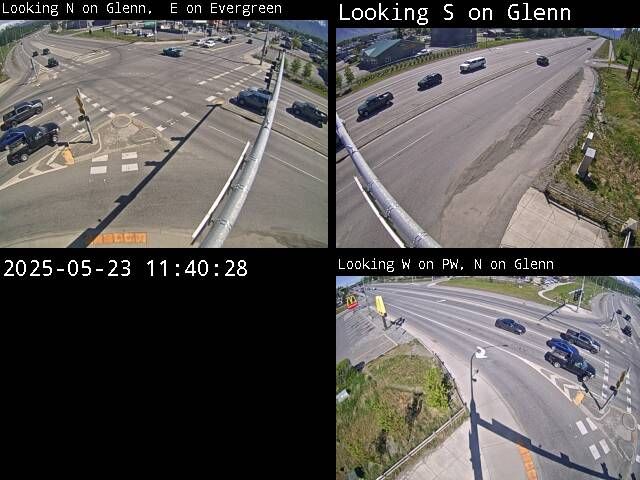 Looking N on Glenn,  E on Evergreen
Looking S on Glenn
2025-05-23 11:40:28
Looking W on PW, N on Glenn